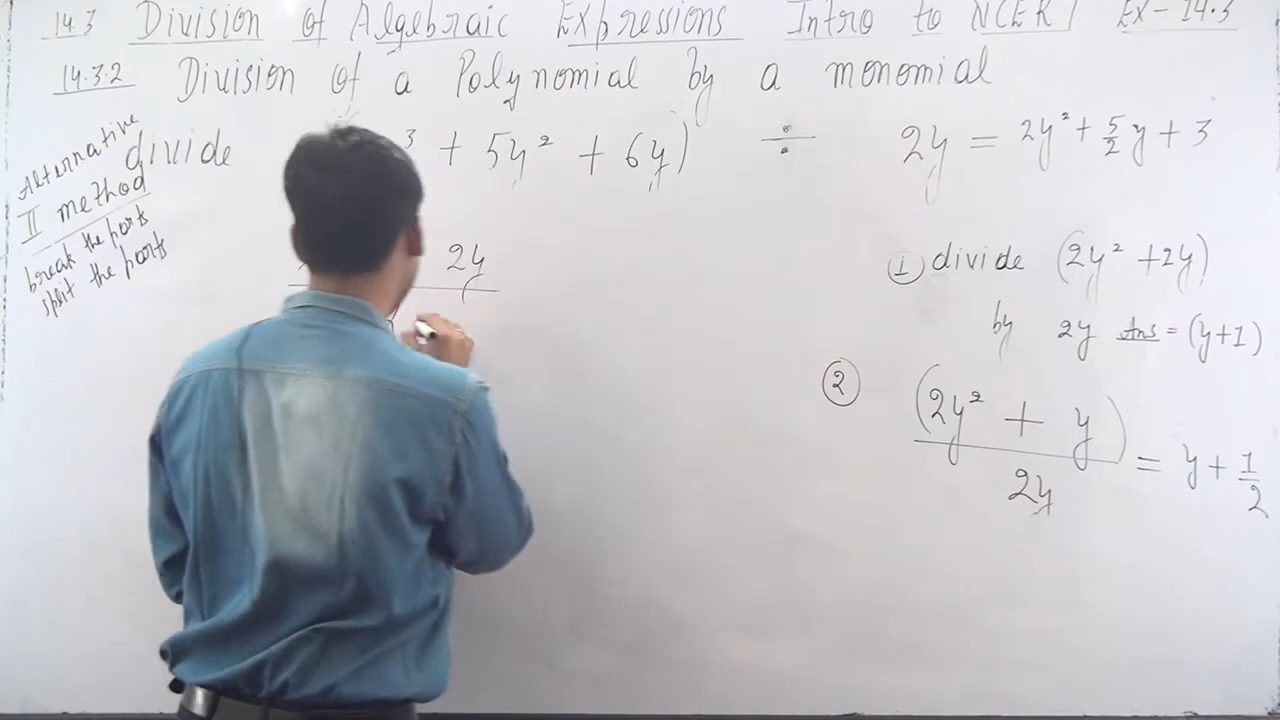 14.3 Division of Algebraic Expressions Intro to NCERT Ex-14.3
14.3.2 Division of a Polynomial by a monomial
Alternative
II method
break the parts
split the parts
divide ³ + 5y² + 6y) ÷ 2y = 2y² + 5/2 y + 3
2y
① divide (2y² + 2y)
by 2y Ans = (y+1)
② (2y² + y) / 2y = y + 1/2